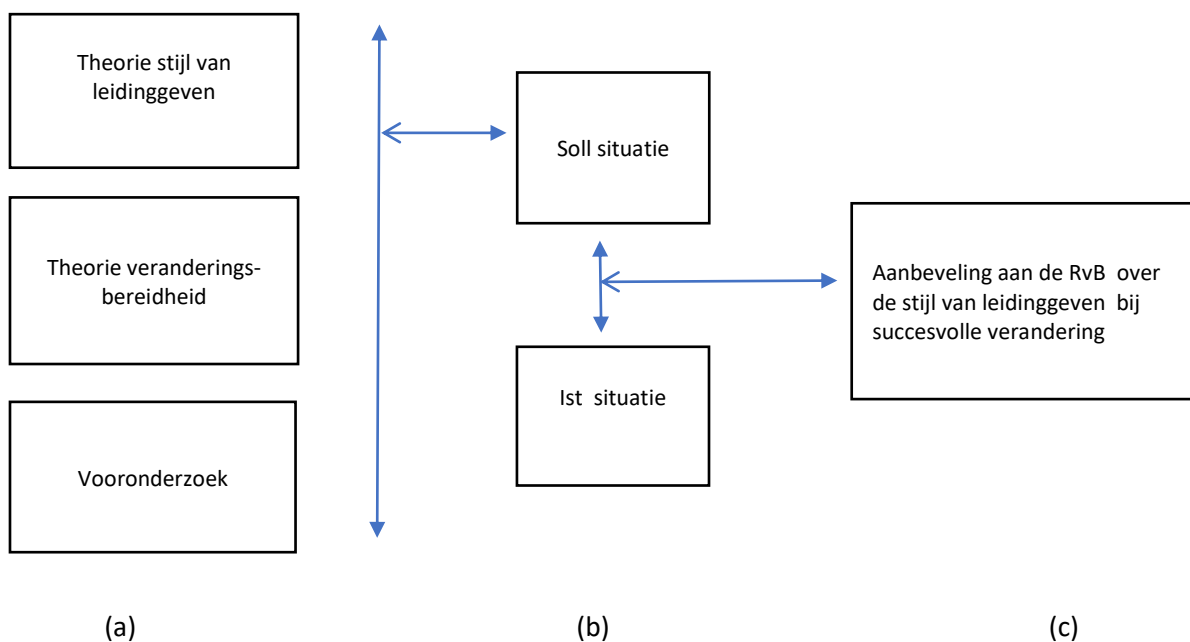 Theorie stijl van
leidinggeven
Theorie veranderings-
bereidheid
Vooronderzoek
Soll situatie
Ist situatie
Aanbeveling aan de RvB over
de stijl van leidinggeven bij
succesvolle verandering
(a)
(b)
(c)